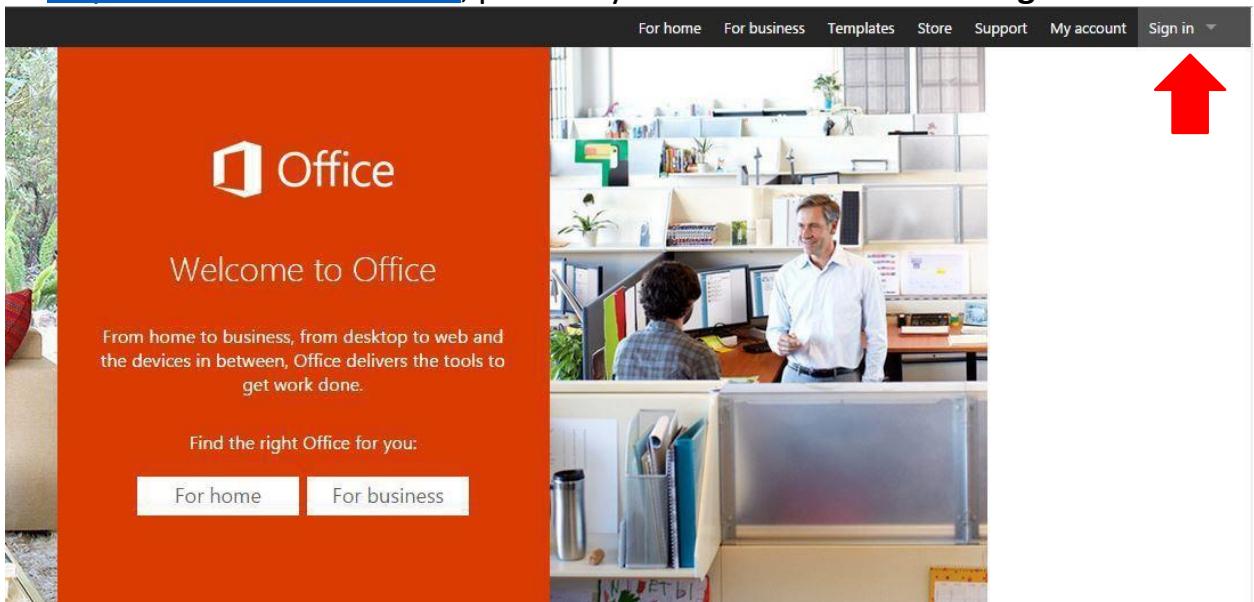 For home For business Templates Store Support My account Sign in
Office
Welcome to Office
From home to business, from desktop to web and
the devices in between, Office delivers the tools to
get work done.
Find the right Office for you:
For home For business